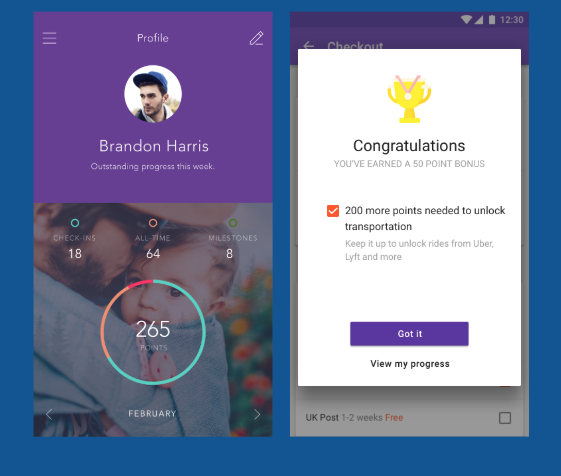 Profile
Brandon Harris
Outstanding progress this week.
CHECK-INS
18
ALL-TIME
64
MILESTONES
8
265
POINTS
FEBRUARY
12:30
Checkout
Congratulations
YOU'VE EARNED A 50 POINT BONUS
200 more points needed to unlock
transportation
Keep it up to unlock rides from Uber,
Lyft and more
Got it
View my progress
UK Post 1-2 weeks Free